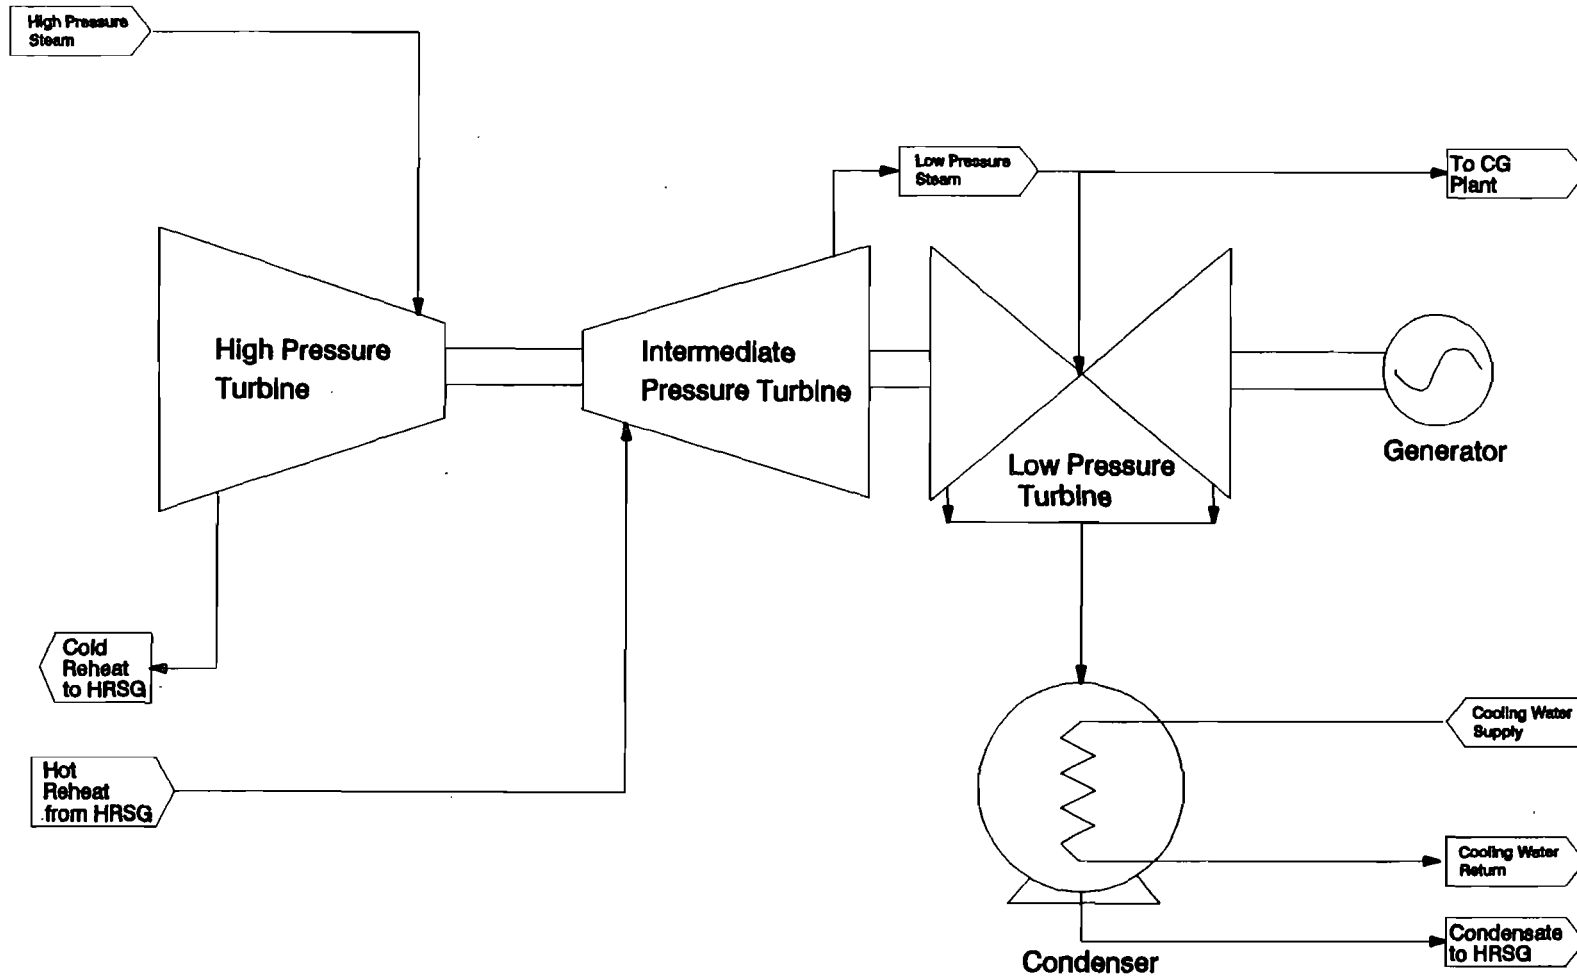 High Pressure
Steam
Low Pressure
Steam
To CG
Plant
High Pressure
Turbine
Intermediate
Pressure Turbine
Low Pressure
Turbine
Generator
Cold
Reheat
to HRSG
Hot
Reheat
from HRSG
Cooling Water
Supply
Cooling Water
Return
Condensate
to HRSG
Condenser